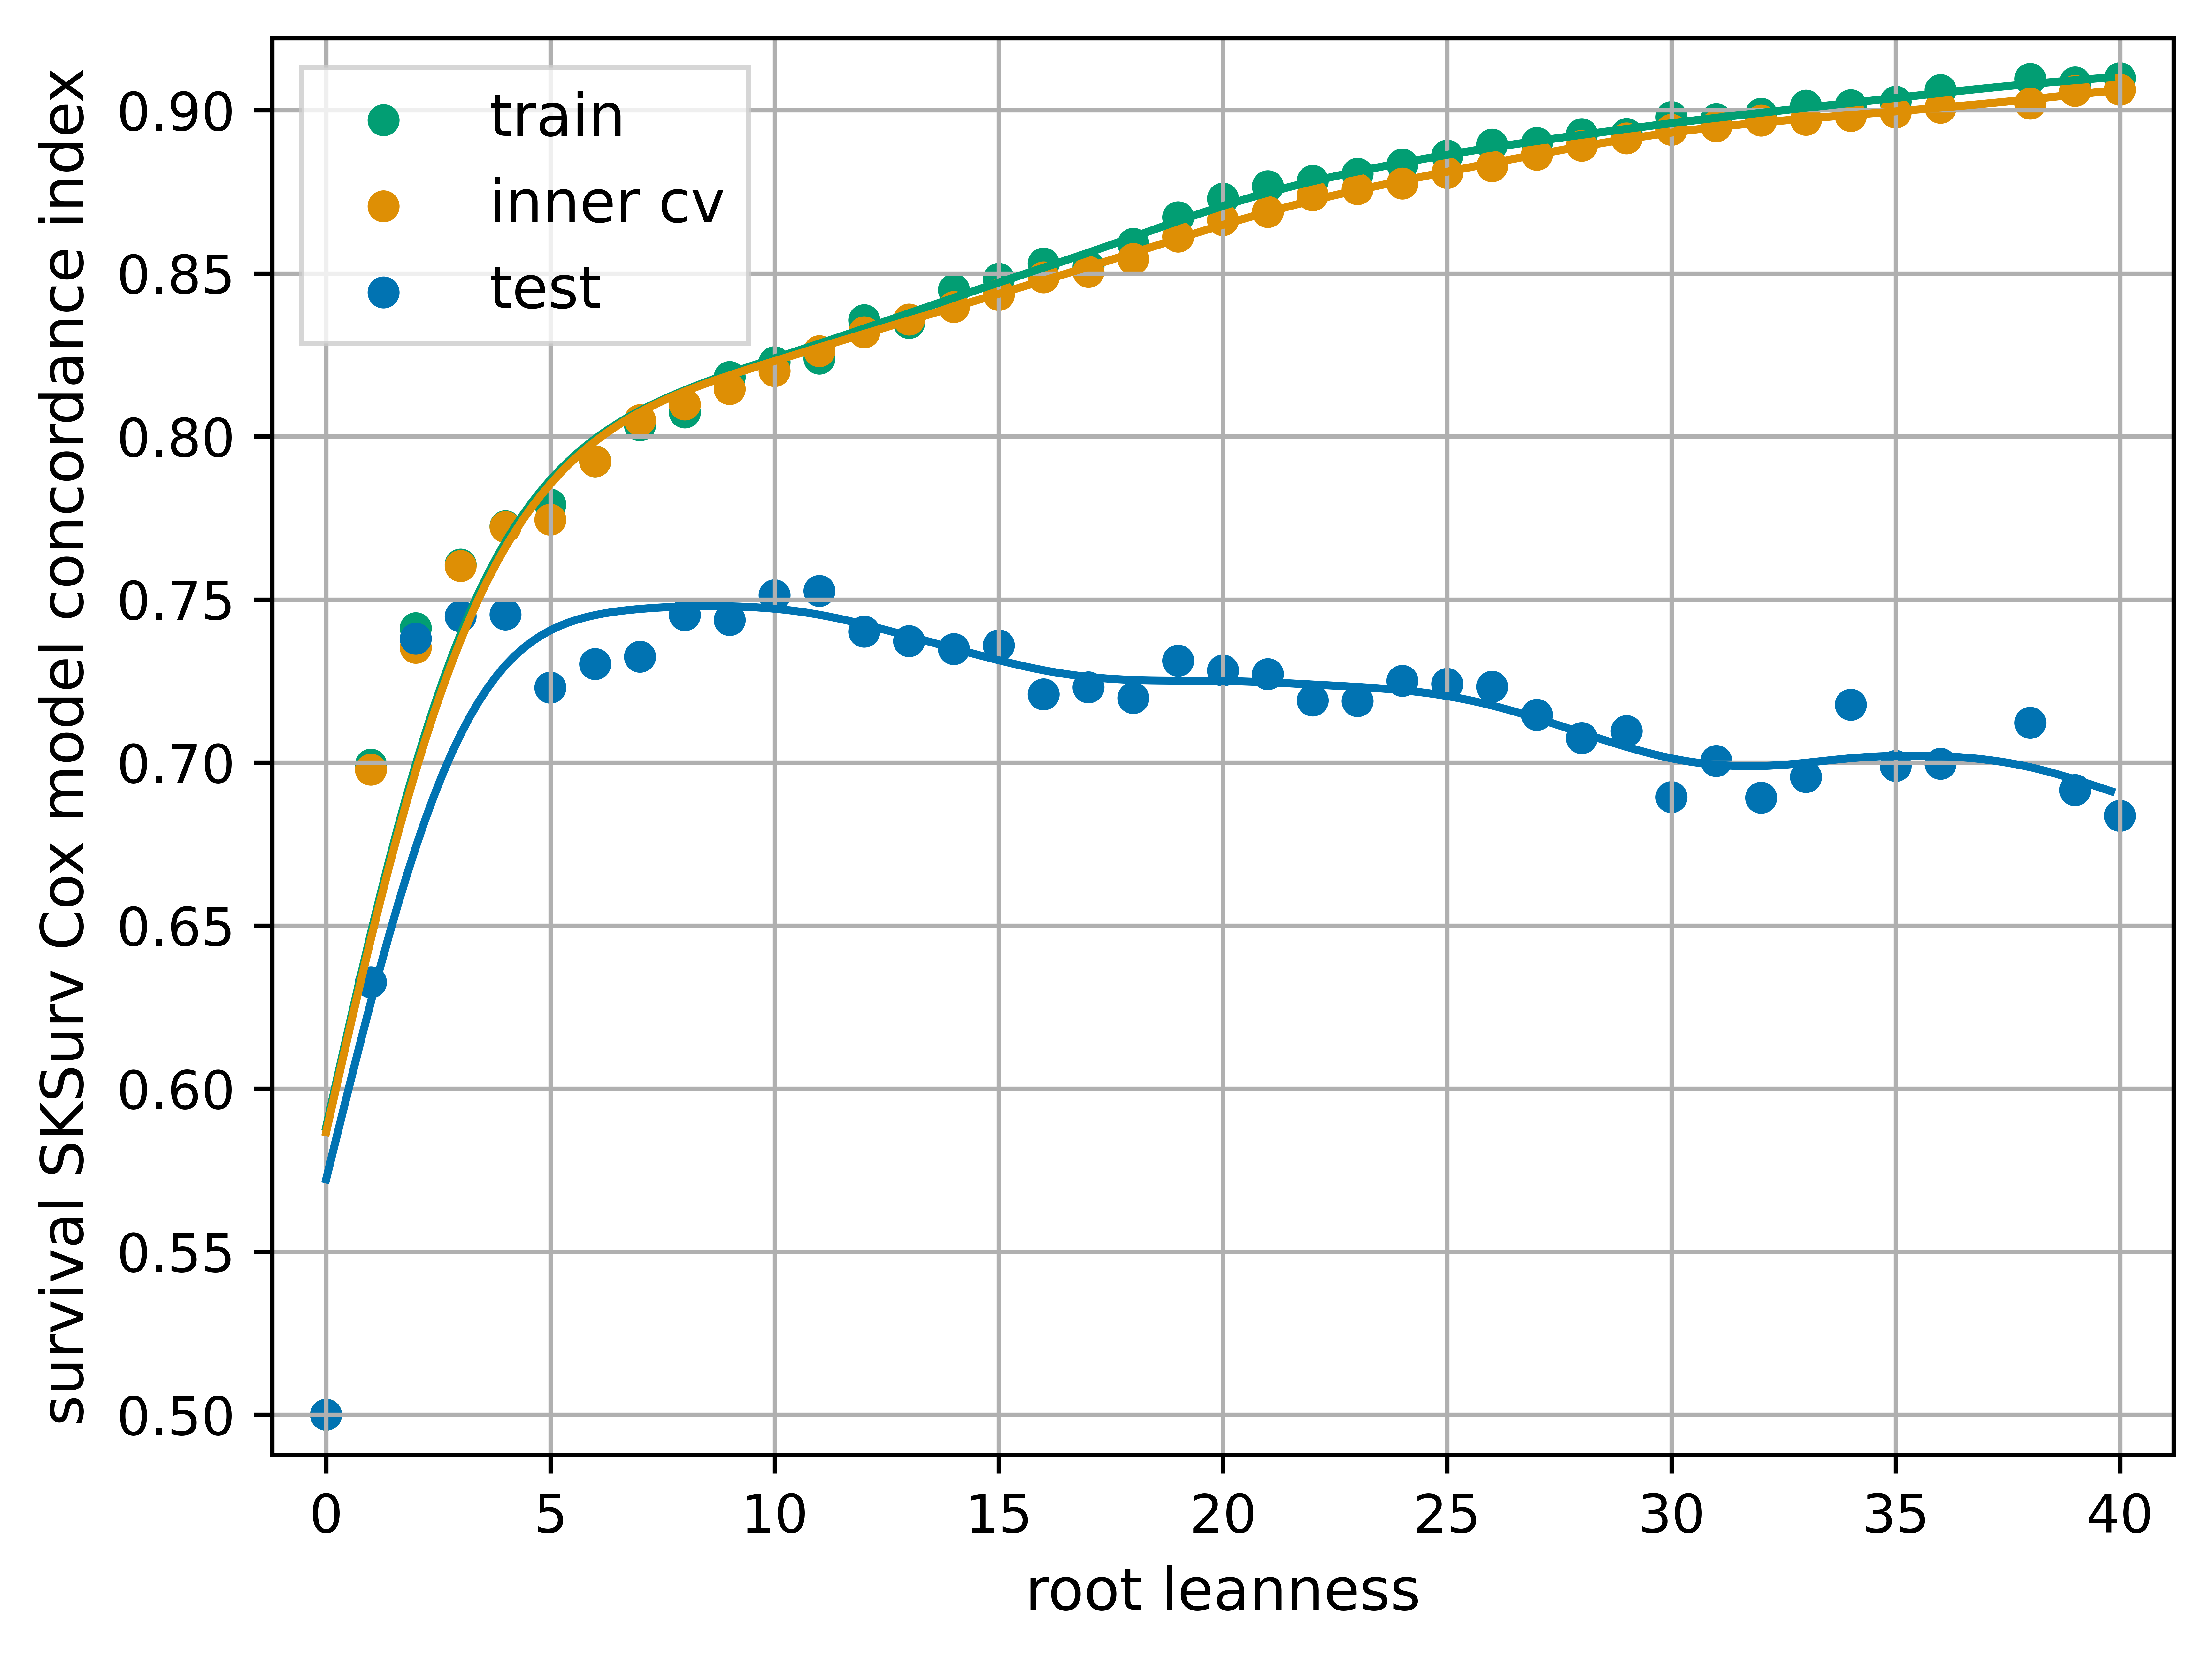 train
inner cv
test
survival SKSurv Cox model concordance index
0.90
0.85
0.80
0.75
0.70
0.65
0.60
0.55
0.50
0 5 10 15 20 25 30 35 40
root leanness